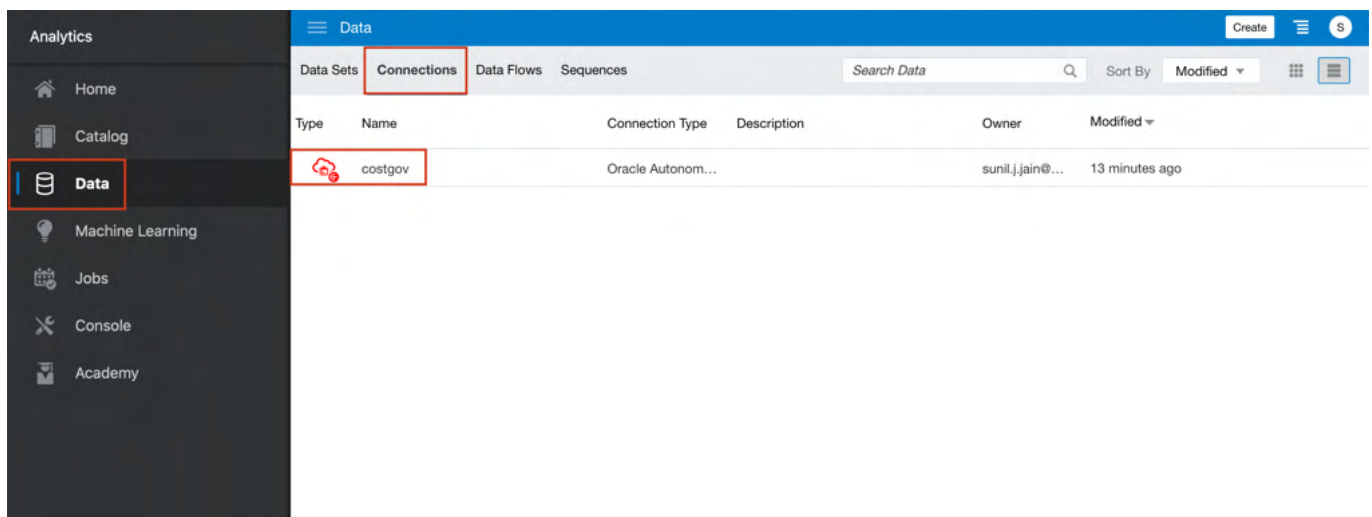 Analytics
Home
Catalog
Data
Machine Learning
Jobs
Console
Academy
Data
Create
S
Data Sets Connections Data Flows Sequences
Search Data
Sort By Modified
Type Name Connection Type Description Owner Modified
costgov Oracle Autonom... sunil.j.jain@... 13 minutes ago